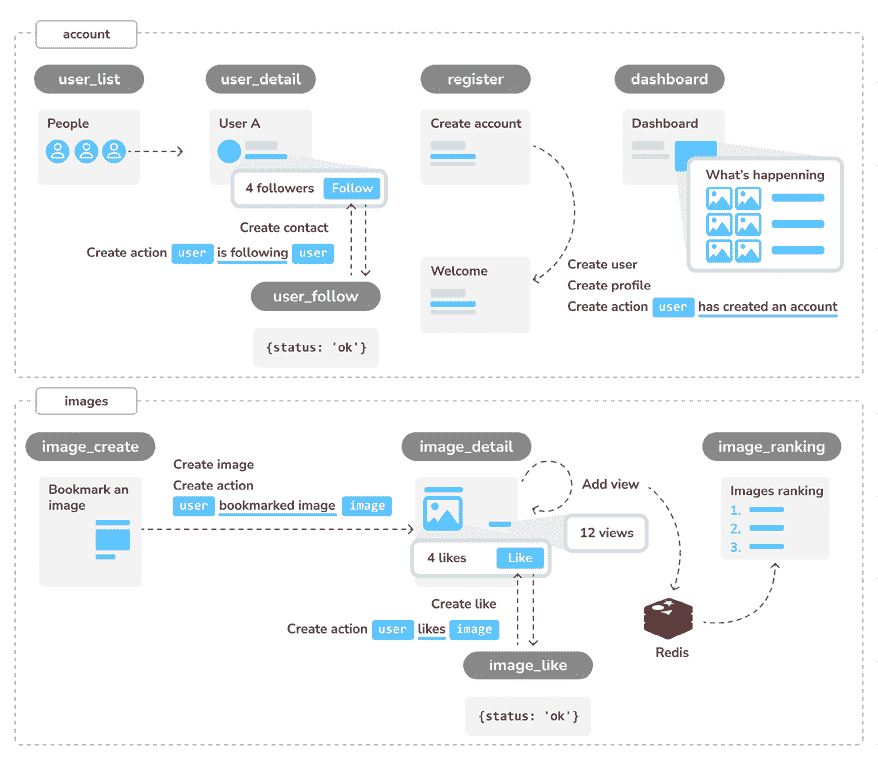 account
user_list
user_detail
register
dashboard
People
User A
Create account
Dashboard
What's happenning
4 followers Follow
Create contact
Create action user is following user
user_follow
{status: 'ok'}
Welcome
Create user
Create profile
Create action user has created an account
images
image_create
image_detail
image_ranking
Bookmark an
image
Create image
Create action
user bookmarked image image
Add view
12 views
4 likes Like
Images ranking
1.
2.
3.
Create like
Create action user likes image
image_like
{status: 'ok'}
Redis